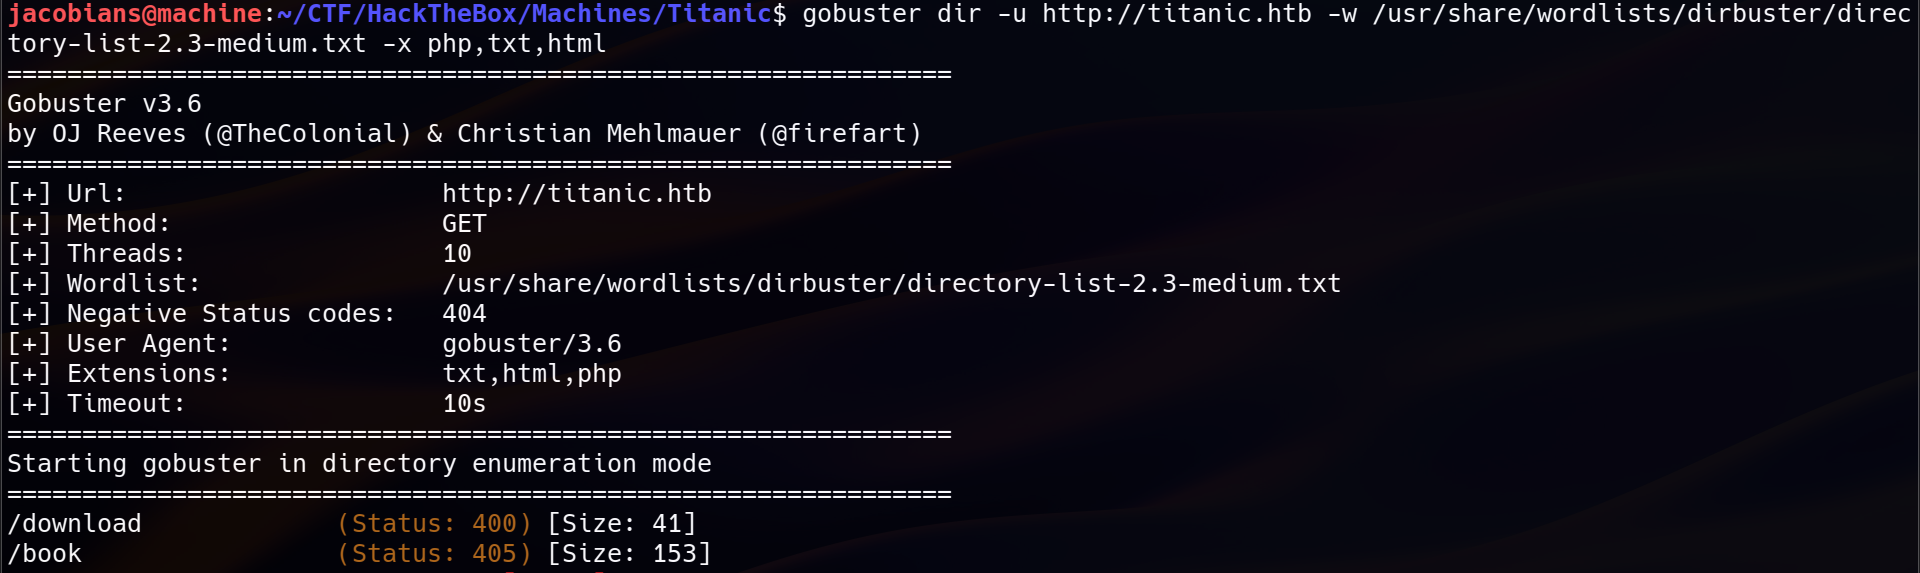 jacobians@machine:~/CTF/HackTheBox/Machines/Titanic$ gobuster dir -u http://titanic.htb -w /usr/share/wordlists/dirbuster/direc
tory-list-2.3-medium.txt -x php,txt,html
===============================================================
Gobuster v3.6
by OJ Reeves (@TheColonial) & Christian Mehlmauer (@firefart)
===============================================================
[+] Url:                     http://titanic.htb
[+] Method:                  GET
[+] Threads:                 10
[+] Wordlist:                /usr/share/wordlists/dirbuster/directory-list-2.3-medium.txt
[+] Negative Status codes:   404
[+] User Agent:              gobuster/3.6
[+] Extensions:              txt,html,php
[+] Timeout:                 10s
===============================================================
Starting gobuster in directory enumeration mode
===============================================================
/download             (Status: 400) [Size: 41]
/book                 (Status: 405) [Size: 153]